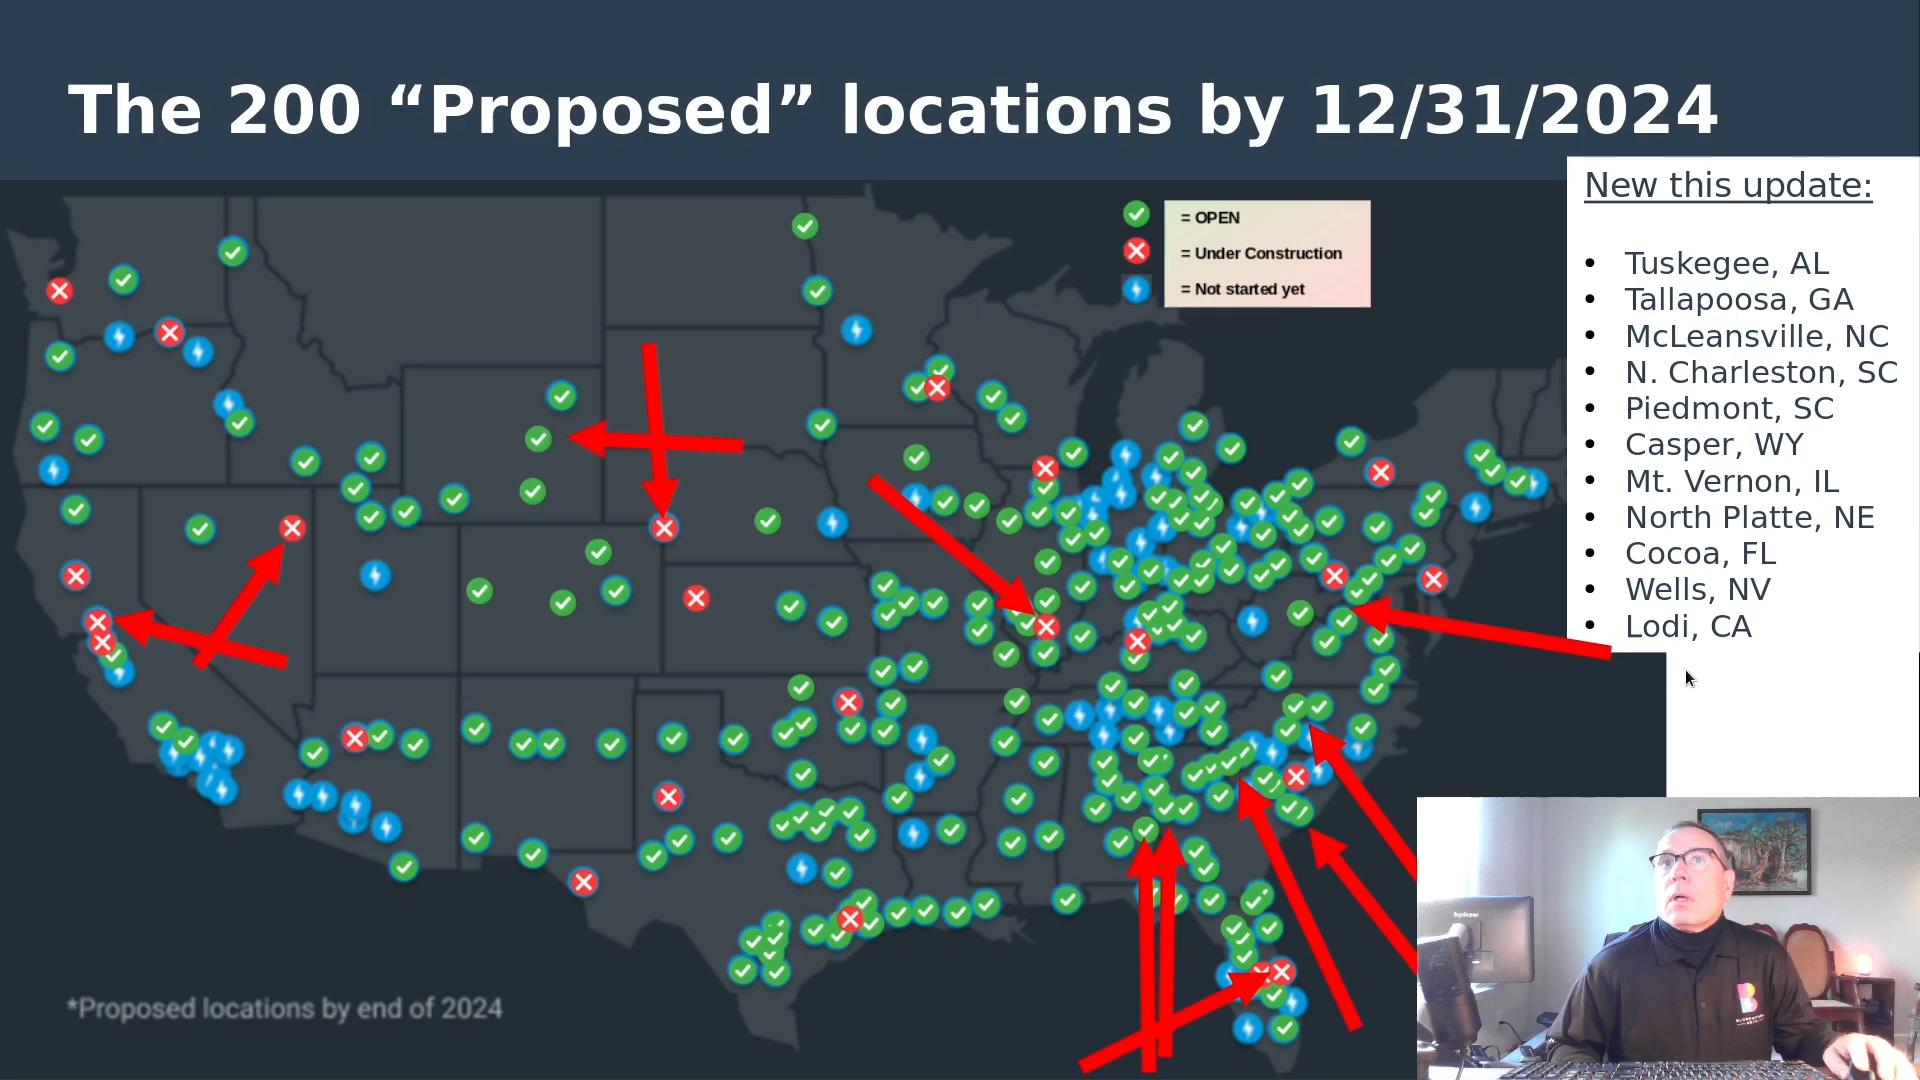 The 200 “Proposed” locations by 12/31/2024
= OPEN
= Under Construction
= Not started yet
New this update:
• Tuskegee, AL
• Tallapoosa, GA
• McLeansville, NC
• N. Charleston, SC
• Piedmont, SC
• Casper, WY
• Mt. Vernon, IL
• North Platte, NE
• Cocoa, FL
• Wells, NV
• Lodi, CA
*Proposed locations by end of 2024
hydrow
B